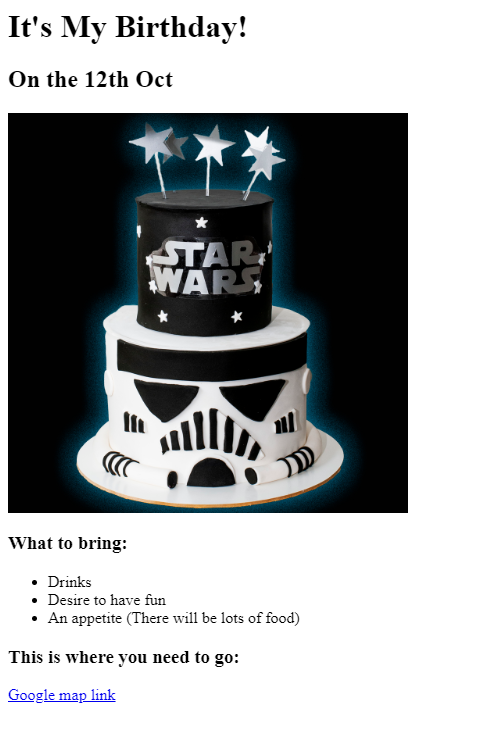 It's My Birthday!
On the 12th Oct
STAR
WARS
What to bring:
Drinks
Desire to have fun
An appetite (There will be lots of food)
This is where you need to go:
Google map link